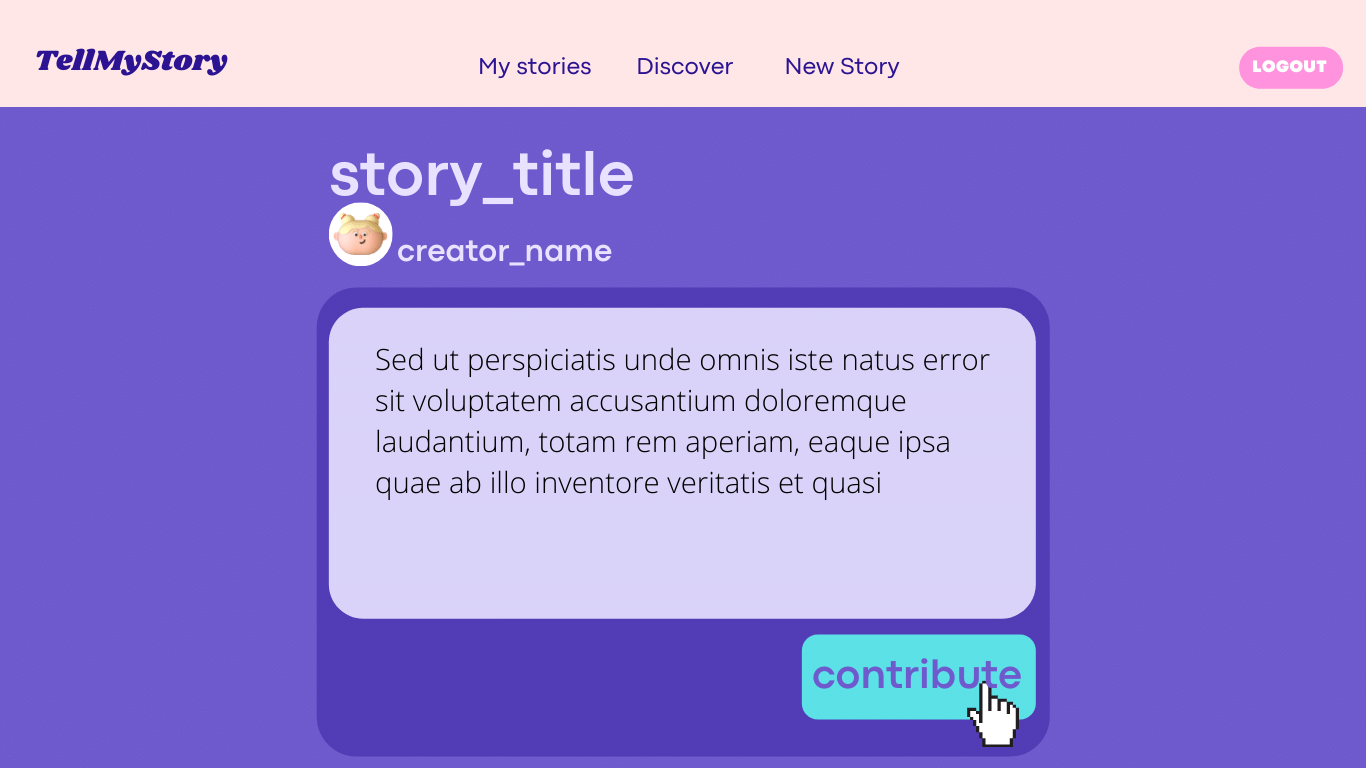 TellMyStory
My stories
Discover
New Story
LOGOUT
story_title
creator_name
Sed ut perspiciatis unde omnis iste natus error
sit voluptatem accusantium doloremque
laudantium, totam rem aperiam, eaque ipsa
quae ab illo inventore veritatis et quasi
contribute